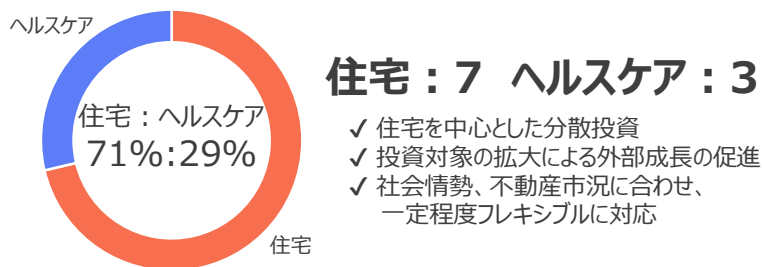 ヘルスケア
住宅：ヘルスケア
71%:29%
住宅
住宅：7 ヘルスケア：3
✓ 住宅を中心とした分散投資
✓ 投資対象の拡大による外部成長の促進
✓ 社会情勢、不動産市況に合わせ、
一定程度フレキシブルに対応